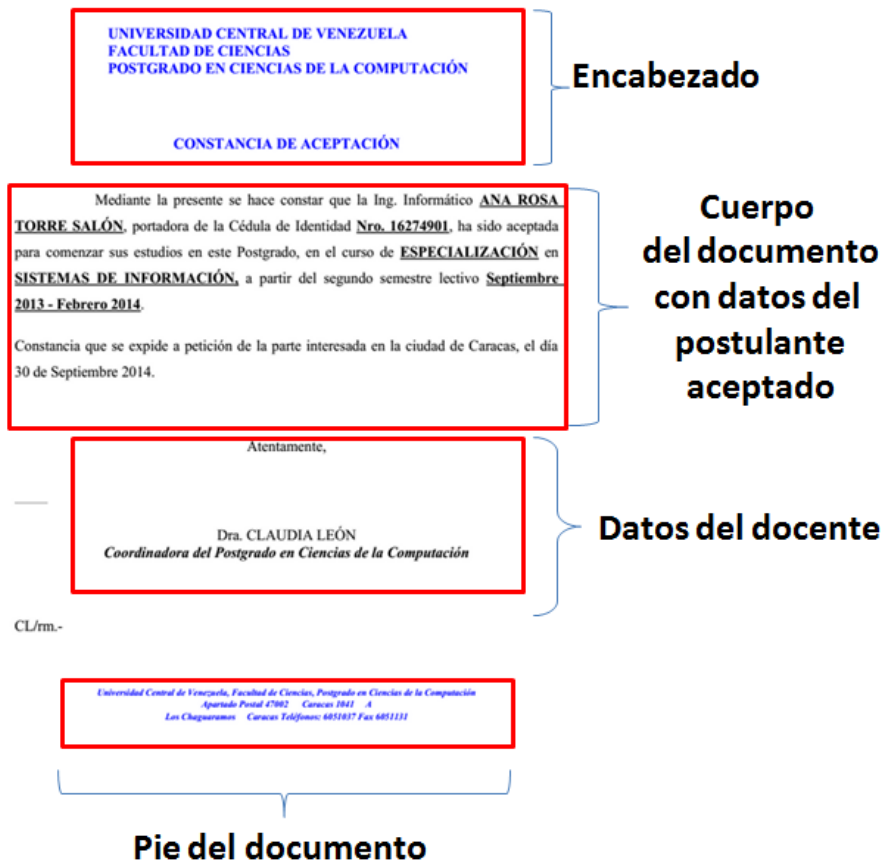 UNIVERSIDAD CENTRAL DE VENEZUELA
FACULTAD DE CIENCIAS
POSTGRADO EN CIENCIAS DE LA COMPUTACIÓN
Encabezado
CONSTANCIA DE ACEPTACIÓN
Mediante la presente se hace constar que la Ing. Informático ANA ROSA
TORRE SALÓN, portadora de la Cédula de Identidad Nro. 16274901, ha sido aceptada
para comenzar sus estudios en este Postgrado, en el curso de ESPECIALIZACIÓN en
SISTEMAS DE INFORMACIÓN, a partir del segundo semestre lectivo Septiembre
2013 - Febrero 2014.
Constancia que se expide a petición de la parte interesada en la ciudad de Caracas, el día
30 de Septiembre 2014.
Cuerpo
del documento
con datos del
postulante
aceptado
Atentamente,
Dra. CLAUDIA LEÓN
Coordinadora del Postgrado en Ciencias de la Computación
Datos del docente
CL/rm.-
Universidad Central de Venezuela, Facultad de Ciencias, Postgrado en Ciencias de la Computación
Apartado Postal 47002 Caracas 1041 A
Los Chaguaramos Caracas Teléfonos: 6051037 Fax 6051131
Pie del documento